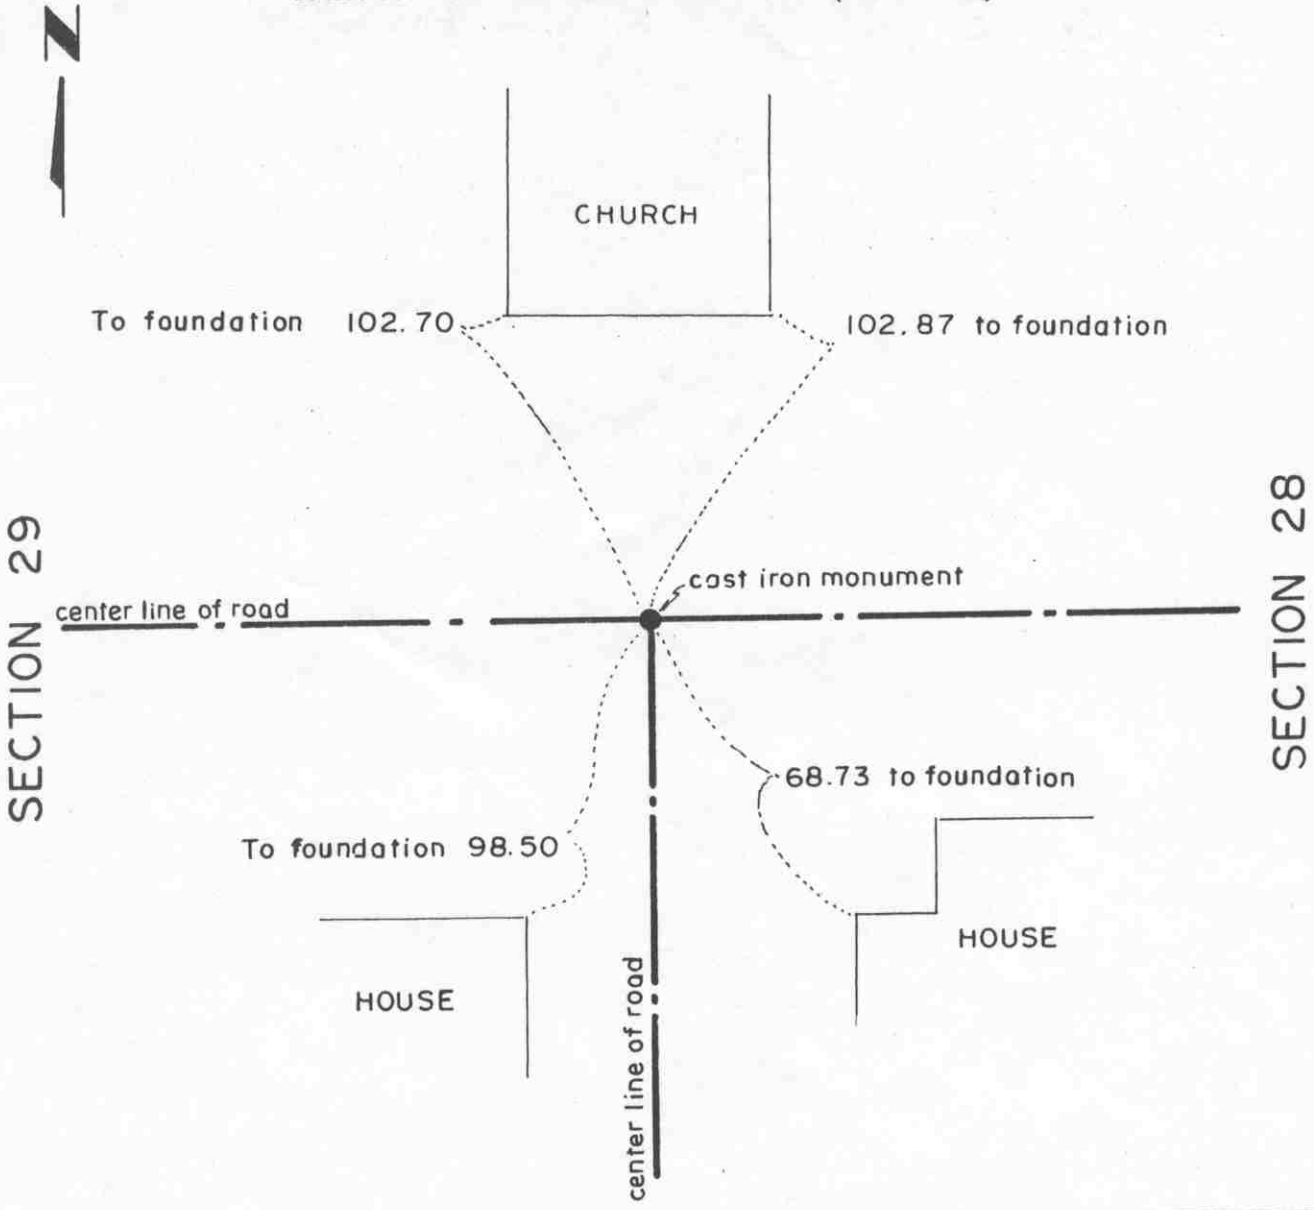 N
CHURCH
To foundation 102.70
102.87 to foundation
SECTION 29
SECTION 28
cast iron monument
center line of road
68.73 to foundation
To foundation 98.50
HOUSE
HOUSE
center line of road